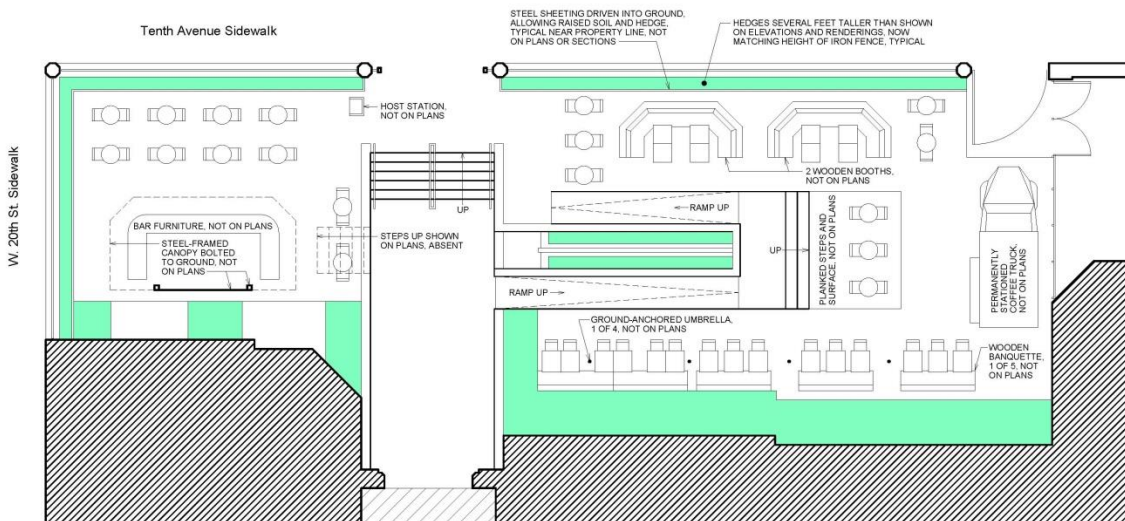 Tenth Avenue Sidewalk
STEEL SHEETING DRIVEN INTO GROUND,
ALLOWING RAISED SOIL AND HEDGE,
TYPICAL NEAR PROPERTY LINE, NOT
ON PLANS OR SECTIONS
HEDGES SEVERAL FEET TALLER THAN SHOWN
ON ELEVATIONS AND RENDERINGS, NOW
MATCHING HEIGHT OF IRON FENCE, TYPICAL
HOST STATION,
NOT ON PLANS
W. 20th St. Sidewalk
UP
2 WOODEN BOOTHS,
NOT ON PLANS
BAR FURNITURE, NOT ON PLANS
STEEL-FRAMED
CANOPY BOLTED
TO GROUND, NOT
ON PLANS
STEPS UP SHOWN
ON PLANS, ABSENT
RAMP UP
UP
PLANKED STEPS AND
SURFACE, NOT ON PLANS
RAMP UP
PERMANENTLY
STATIONED
COFFEE TRUCK,
NOT ON PLANS
GROUND-ANCHORED UMBRELLA,
1 OF 4, NOT ON PLANS
WOODEN
BANQUETTE,
1 OF 5, NOT
ON PLANS